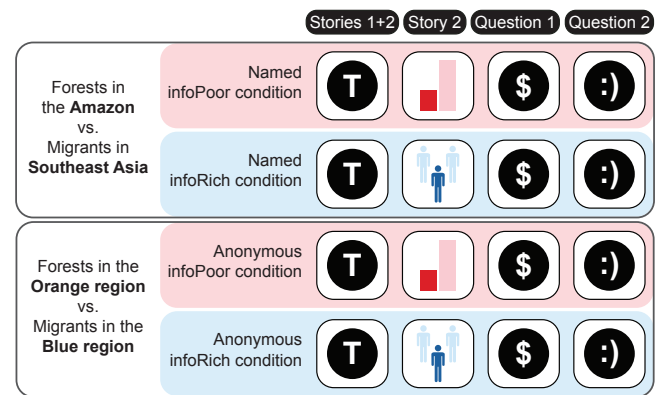 Stories 1+2 Story 2 Question 1 Question 2
Forests in
the Amazon
vs.
Migrants in
Southeast Asia
Named
infoPoor condition
T $ :)
Named
infoRich condition
T $ :)
Forests in the
Orange region
vs.
Migrants in the
Blue region
Anonymous
infoPoor condition
T $ :)
Anonymous
infoRich condition
T $ :)